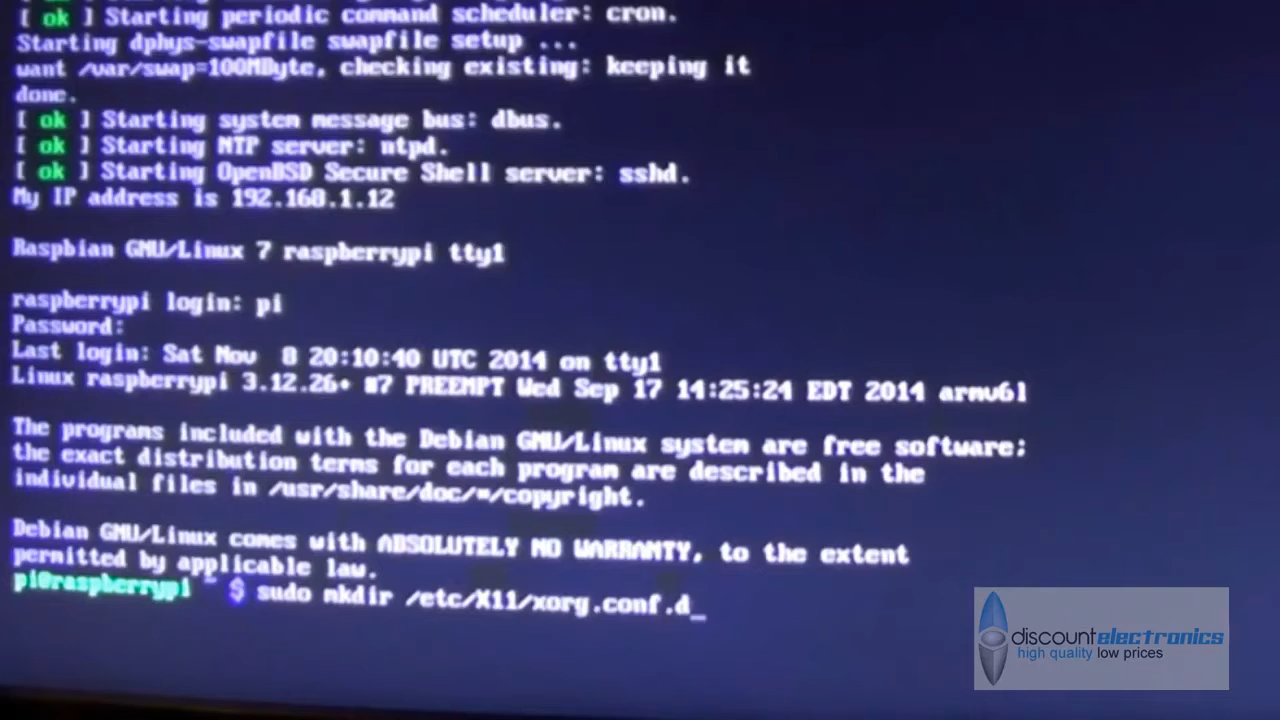 [ ok ] Starting periodic command scheduler: cron.
Starting dphys-swapfile swapfile setup ...
want /var/swap=100MByte, checking existing: keeping it
done.
[ ok ] Starting system message bus: dbus.
[ ok ] Starting NTP server: ntpd.
[ ok ] Starting OpenBSD Secure Shell server: sshd.
My IP address is 192.168.1.12
Raspbian GNU/Linux 7 raspberrypi tty1
raspberrypi login: pi
Password:
Last login: Sat Nov  8 20:10:40 UTC 2014 on tty1
Linux raspberrypi 3.12.26+ #7 PREEMPT Wed Sep 17 14:25:24 EDT 2014 armv6l
The programs included with the Debian GNU/Linux system are free software;
the exact distribution terms for each program are described in the
individual files in /usr/share/doc/*/copyright.
Debian GNU/Linux comes with ABSOLUTELY NO WARRANTY, to the extent
permitted by applicable law.
pi@raspberrypi ~ $ sudo mkdir /etc/X11/xorg.conf.d_
discountelectronics
high quality low prices